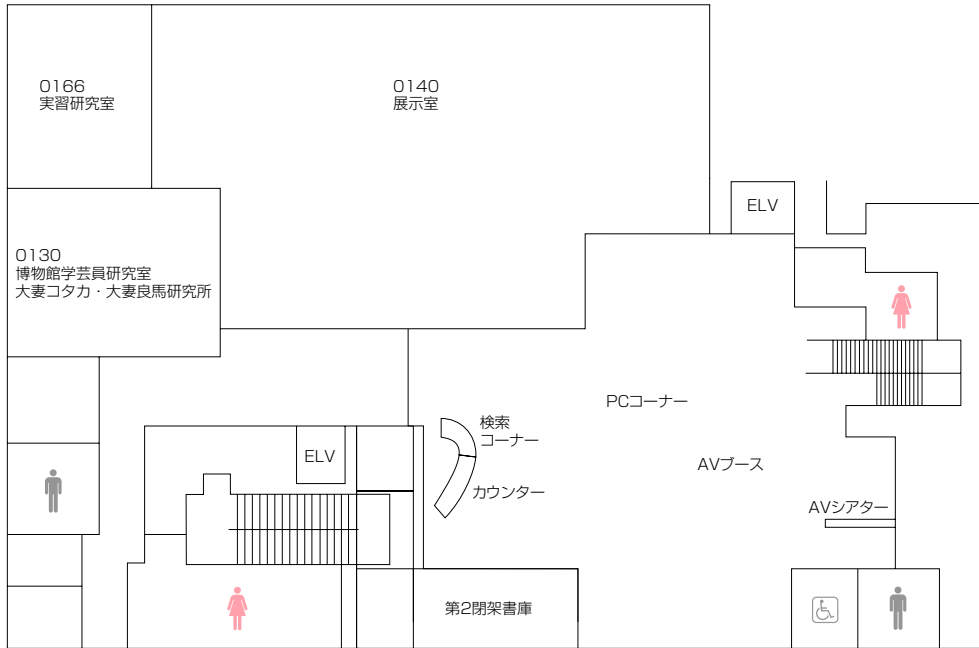 0166
実習研究室
0140
展示室
ELV
0130
博物館学芸員研究室
大妻コタカ・大妻良馬研究所
PCコーナー
検索
コーナー
ELV
AVブース
カウンター
AVシアター
第2閉架書庫